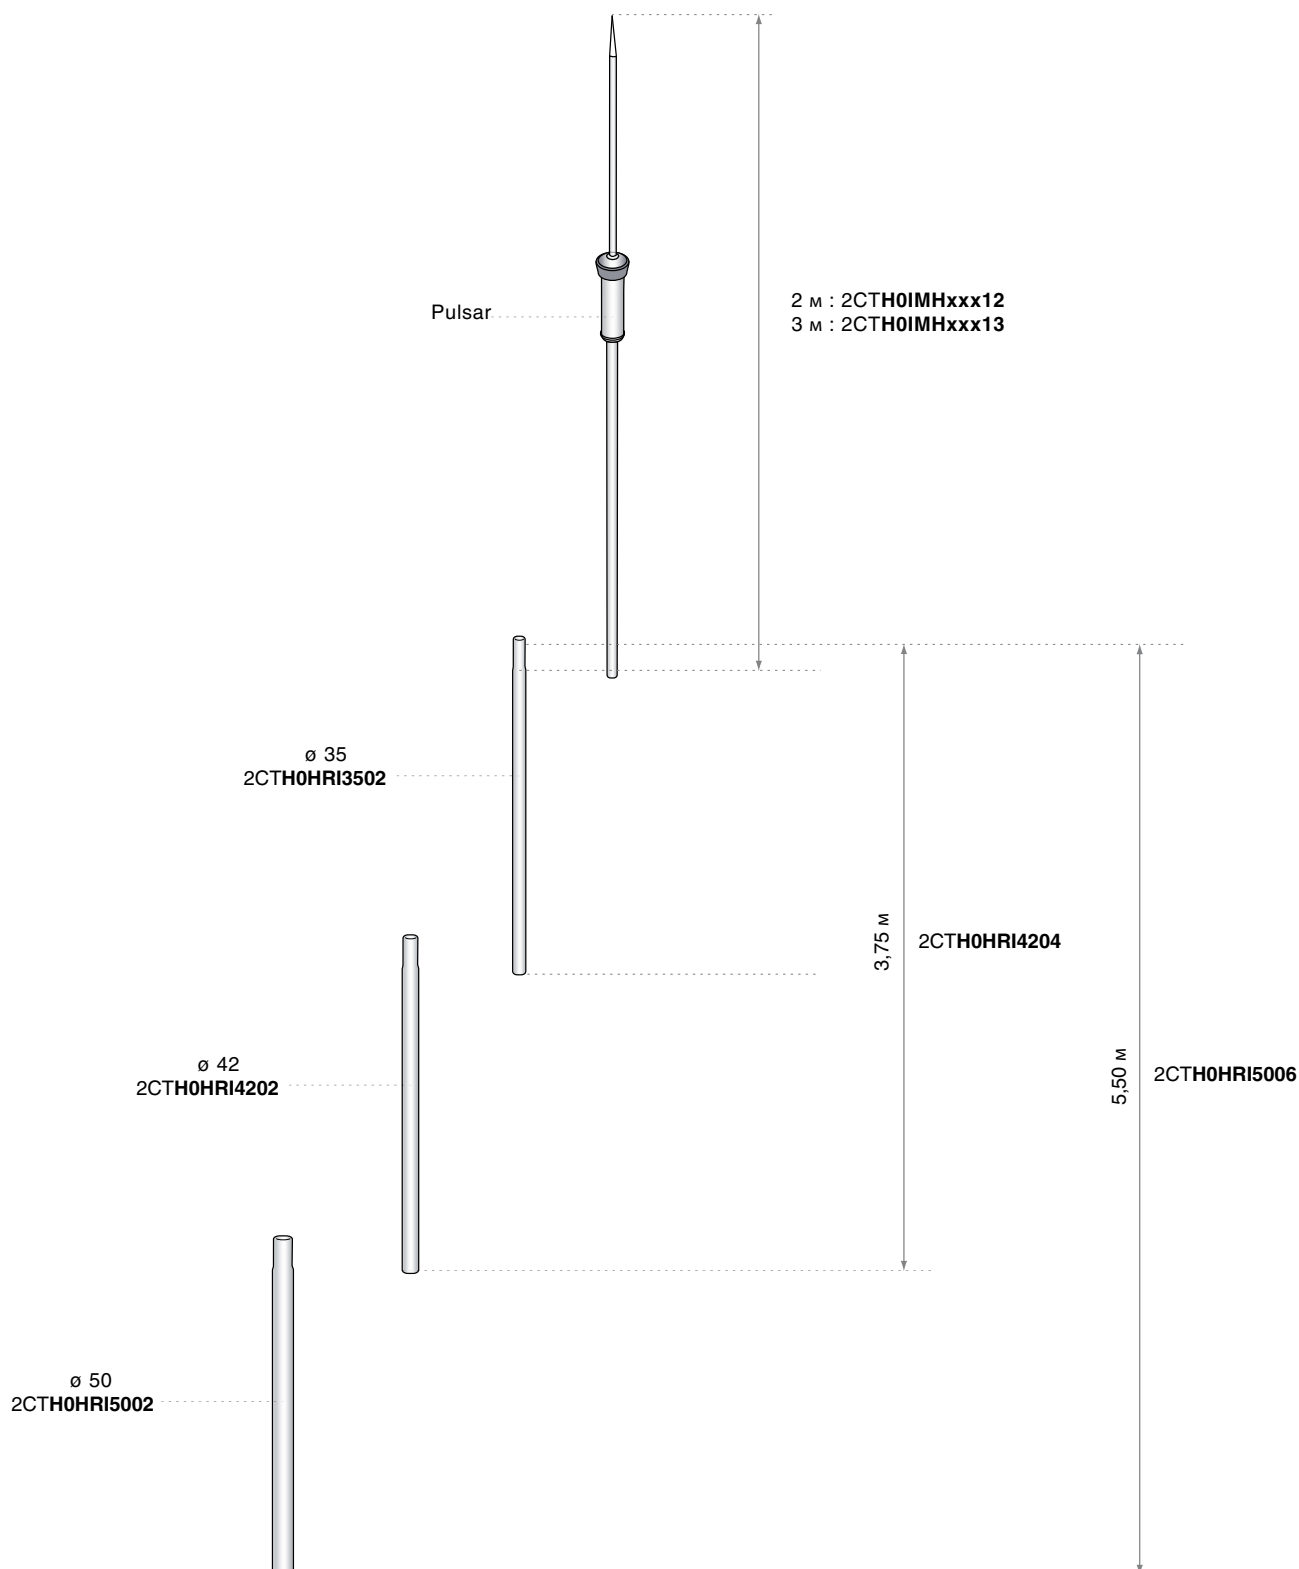 Pulsar
2 м : 2CTH0IMHxxx12
3 м : 2CTH0IMHxxx13
ø 35
2CTH0HRI3502
3,75 м
2CTH0HRI4204
ø 42
2CTH0HRI4202
5,50 м
2CTH0HRI5006
ø 50
2CTH0HRI5002